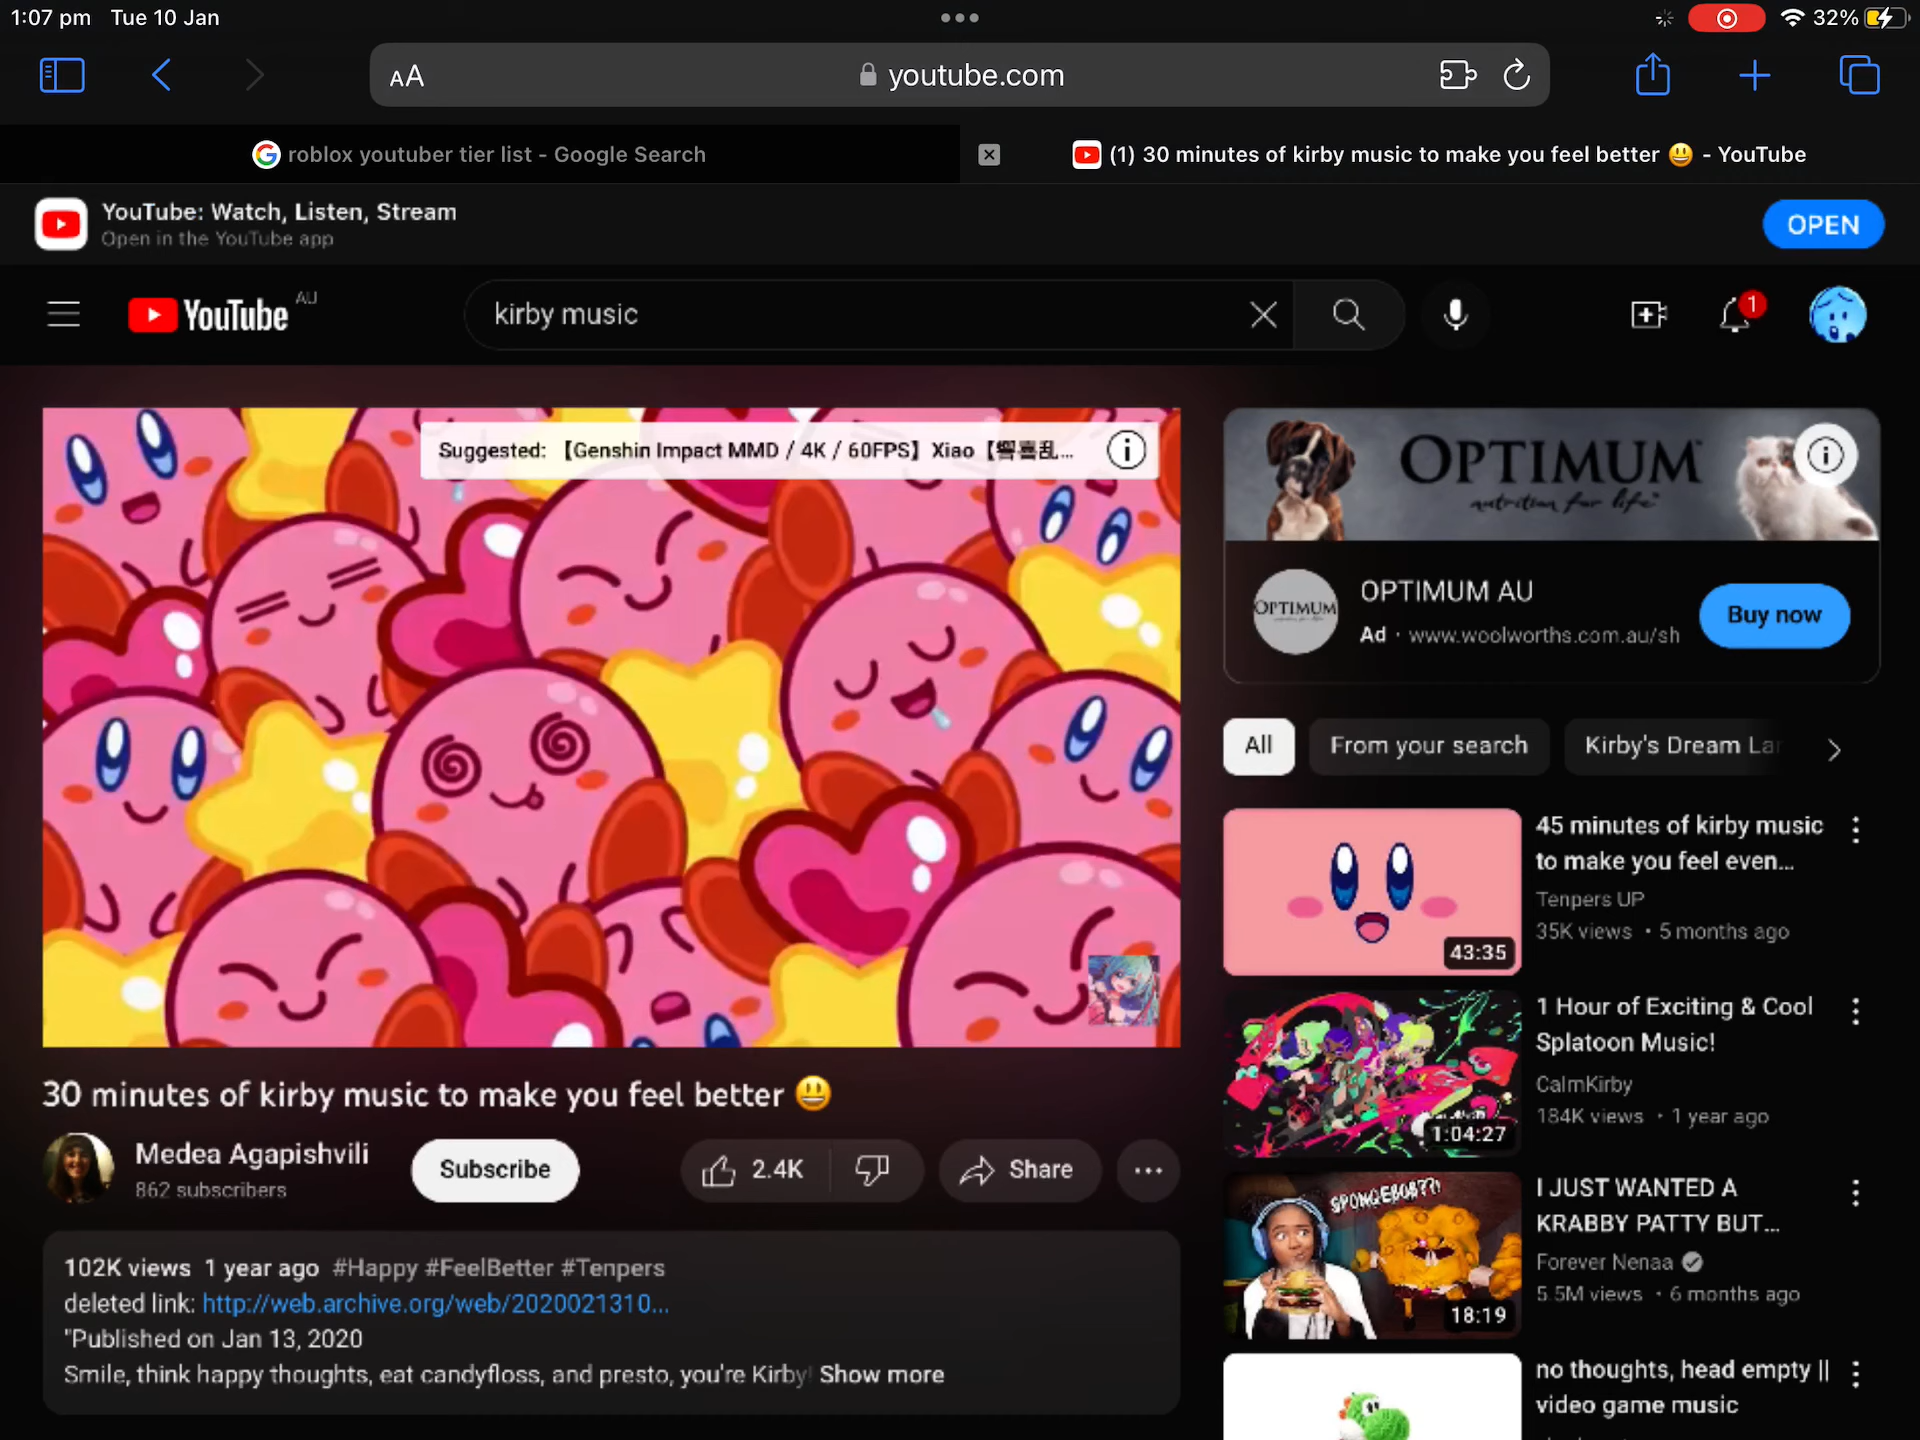 1:07 pm Tue 10 Jan
32%
AA
youtube.com
roblox youtuber tier list - Google Search
(1) 30 minutes of kirby music to make you feel better 😃 - YouTube
YouTube: Watch, Listen, Stream
Open in the YouTube app
OPEN
YouTube AU
kirby music
1
Suggested: 【Genshin Impact MMD / 4K / 60FPS】Xiao【響喜乱...
OPTIMUM
nutrition for life
OPTIMUM
OPTIMUM AU
Ad · www.woolworths.com.au/sh
Buy now
All
From your search
Kirby's Dream Lan
45 minutes of kirby music
to make you feel even...
Tenpers UP
35K views • 5 months ago
43:35
1 Hour of Exciting & Cool
Splatoon Music!
CalmKirby
184K views • 1 year ago
1:04:27
SPONGEBOB??!
I JUST WANTED A
KRABBY PATTY BUT...
Forever Nenaa
5.5M views • 6 months ago
18:19
no thoughts, head empty ||
video game music
30 minutes of kirby music to make you feel better 😃
Medea Agapishvili
862 subscribers
Subscribe
2.4K
Share
102K views 1 year ago #Happy #FeelBetter #Tenpers
deleted link: http://web.archive.org/web/2020021310...
"Published on Jan 13, 2020
Smile, think happy thoughts, eat candyfloss, and presto, you're Kirby! Show more